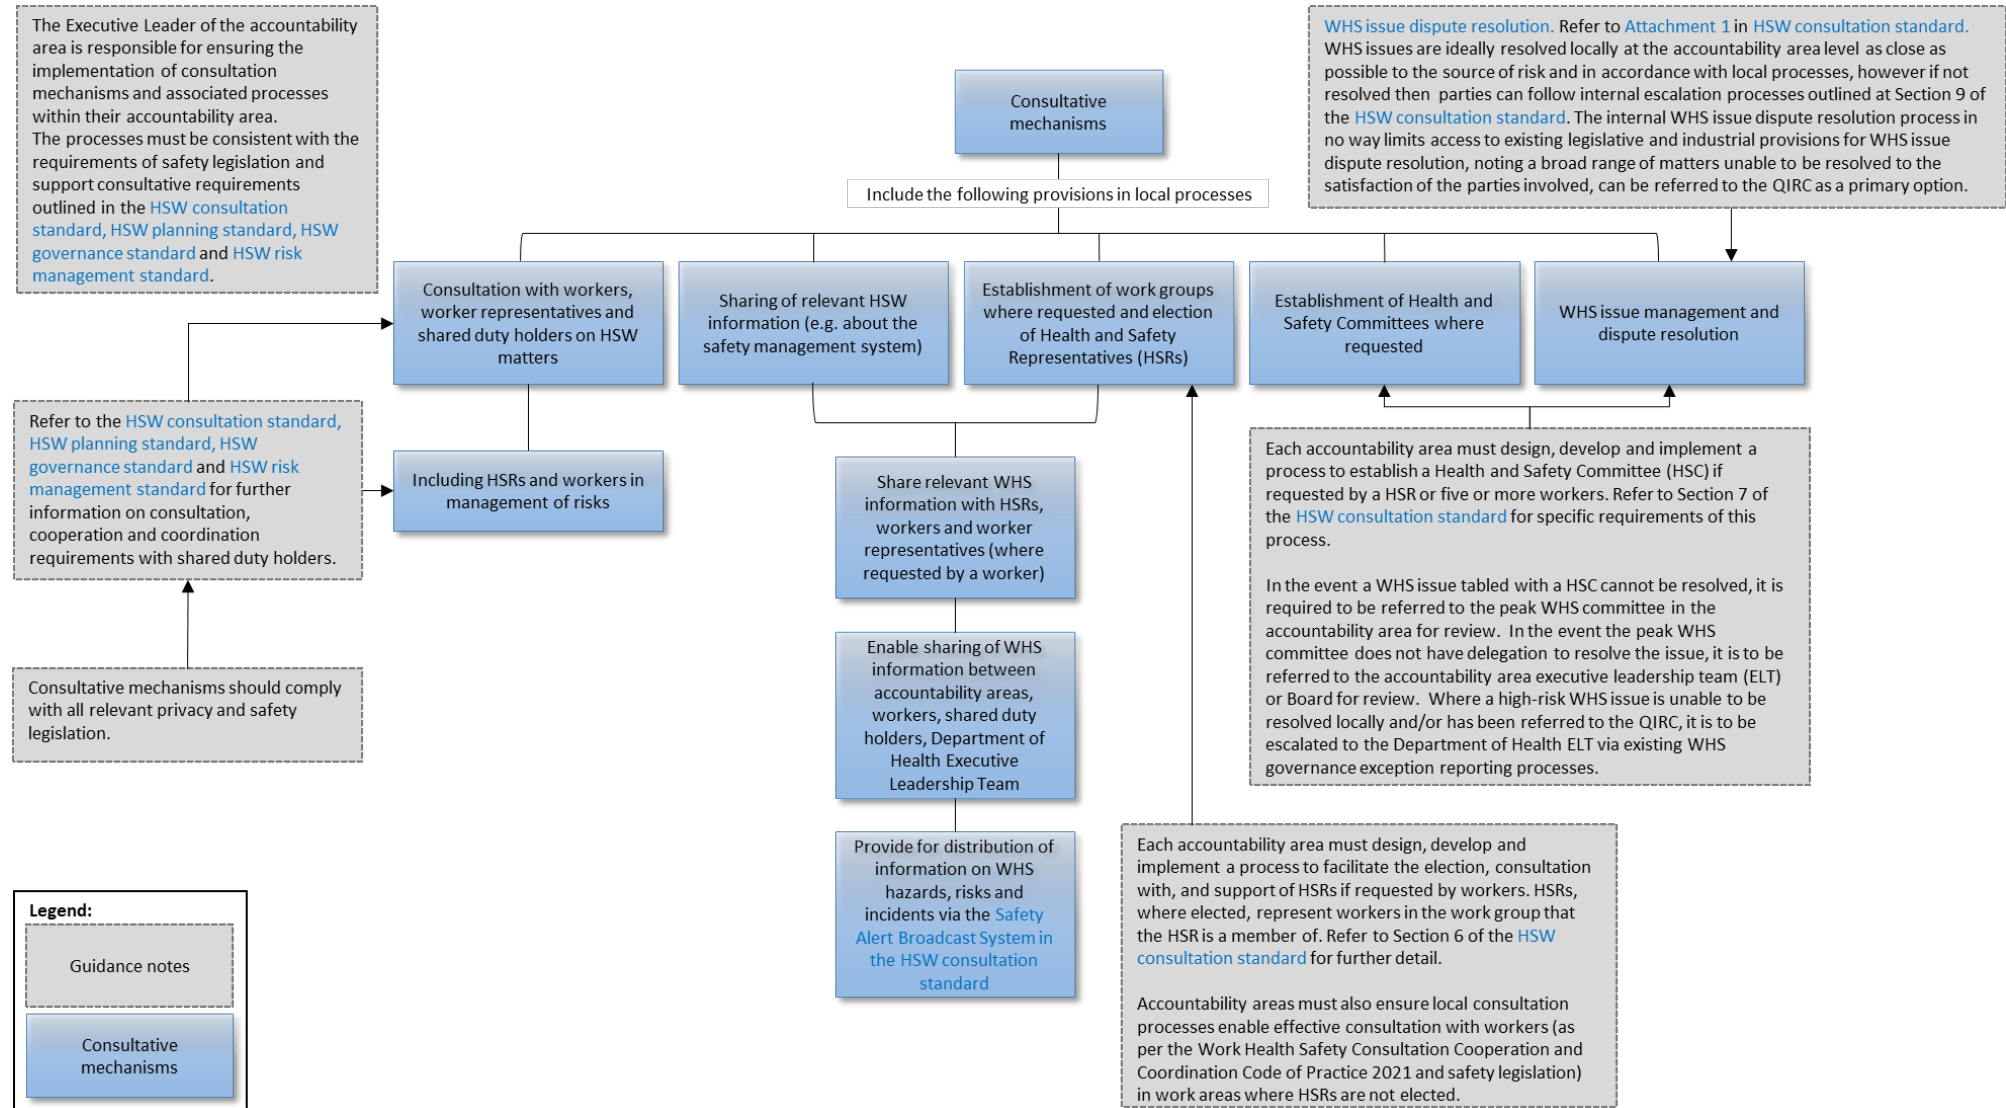 The Executive Leader of the accountability
area is responsible for ensuring the
implementation of consultation
mechanisms and associated processes
within their accountability area.
The processes must be consistent with the
requirements of safety legislation and
support consultative requirements
outlined in the HSW consultation
standard, HSW planning standard, HSW
governance standard and HSW risk
management standard.
Consultative
mechanisms
Include the following provisions in local processes
WHS issue dispute resolution. Refer to Attachment 1 in HSW consultation standard.
WHS issues are ideally resolved locally at the accountability area level as close as
possible to the source of risk and in accordance with local processes, however if not
resolved then parties can follow internal escalation processes outlined at Section 9 of
the HSW consultation standard. The internal WHS issue dispute resolution process in
no way limits access to existing legislative and industrial provisions for WHS issue
dispute resolution, noting a broad range of matters unable to be resolved to the
satisfaction of the parties involved, can be referred to the QIRC as a primary option.
Consultation with workers,
worker representatives and
shared duty holders on HSW
matters
Sharing of relevant HSW
information (e.g. about the
safety management system)
Establishment of work groups
where requested and election
of Health and Safety
Representatives (HSRs)
Establishment of Health and
Safety Committees where
requested
WHS issue management and
dispute resolution
Refer to the HSW consultation standard,
HSW planning standard, HSW
governance standard and HSW risk
management standard for further
information on consultation,
cooperation and coordination
requirements with shared duty holders.
Including HSRs and workers in
management of risks
Share relevant WHS
information with HSRs,
workers and worker
representatives (where
requested by a worker)
Each accountability area must design, develop and implement a
process to establish a Health and Safety Committee (HSC) if
requested by a HSR or five or more workers. Refer to Section 7 of
the HSW consultation standard for specific requirements of this
process.
In the event a WHS issue tabled with a HSC cannot be resolved, it is
required to be referred to the peak WHS committee in the
accountability area for review. In the event the peak WHS
committee does not have delegation to resolve the issue, it is to be
referred to the accountability area executive leadership team (ELT)
or Board for review. Where a high-risk WHS issue is unable to be
resolved locally and/or has been referred to the QIRC, it is to be
escalated to the Department of Health ELT via existing WHS
governance exception reporting processes.
Consultative mechanisms should comply
with all relevant privacy and safety
legislation.
Enable sharing of WHS
information between
accountability areas,
workers, shared duty
holders, Department of
Health Executive
Leadership Team
Provide for distribution of
information on WHS
hazards, risks and
incidents via the Safety
Alert Broadcast System in
the HSW consultation
standard
Each accountability area must design, develop and
implement a process to facilitate the election, consultation
with, and support of HSRs if requested by workers. HSRs,
where elected, represent workers in the work group that
the HSR is a member of. Refer to Section 6 of the HSW
consultation standard for further detail.
Accountability areas must also ensure local consultation
processes enable effective consultation with workers (as
per the Work Health Safety Consultation Cooperation and
Coordination Code of Practice 2021 and safety legislation)
in work areas where HSRs are not elected.
Legend:
Guidance notes
Consultative
mechanisms